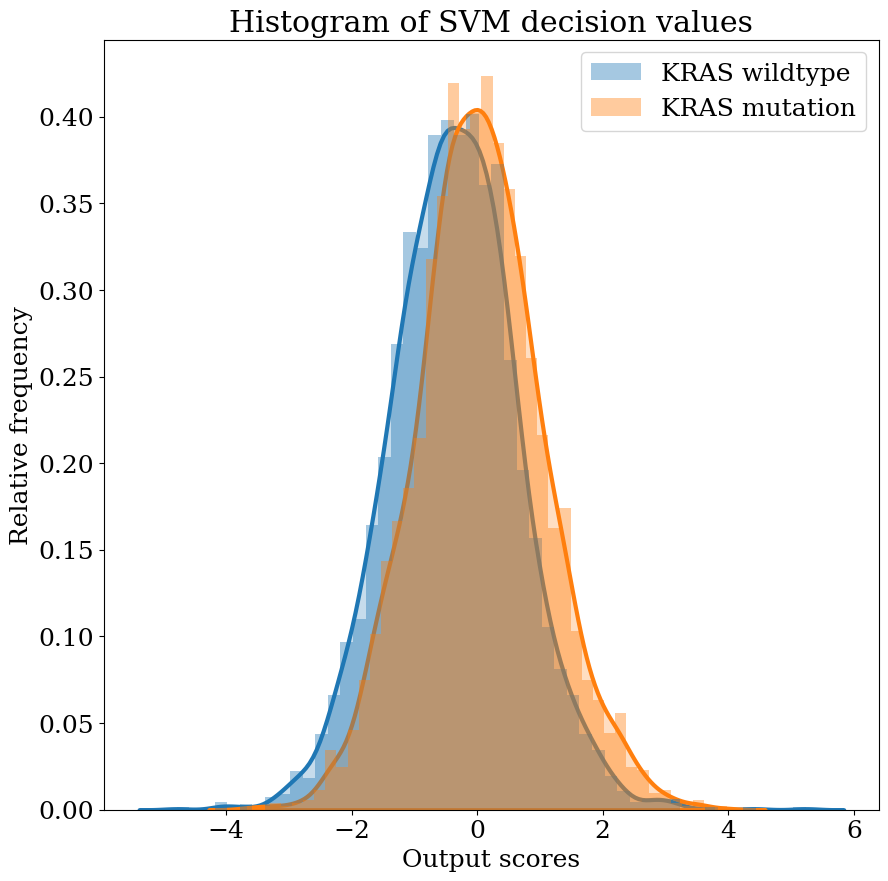 Histogram of SVM decision values
KRAS wildtype
KRAS mutation
Relative frequency
0.40
0.35
0.30
0.25
0.20
0.15
0.10
0.05
0.00
−4 −2 0 2 4 6
Output scores